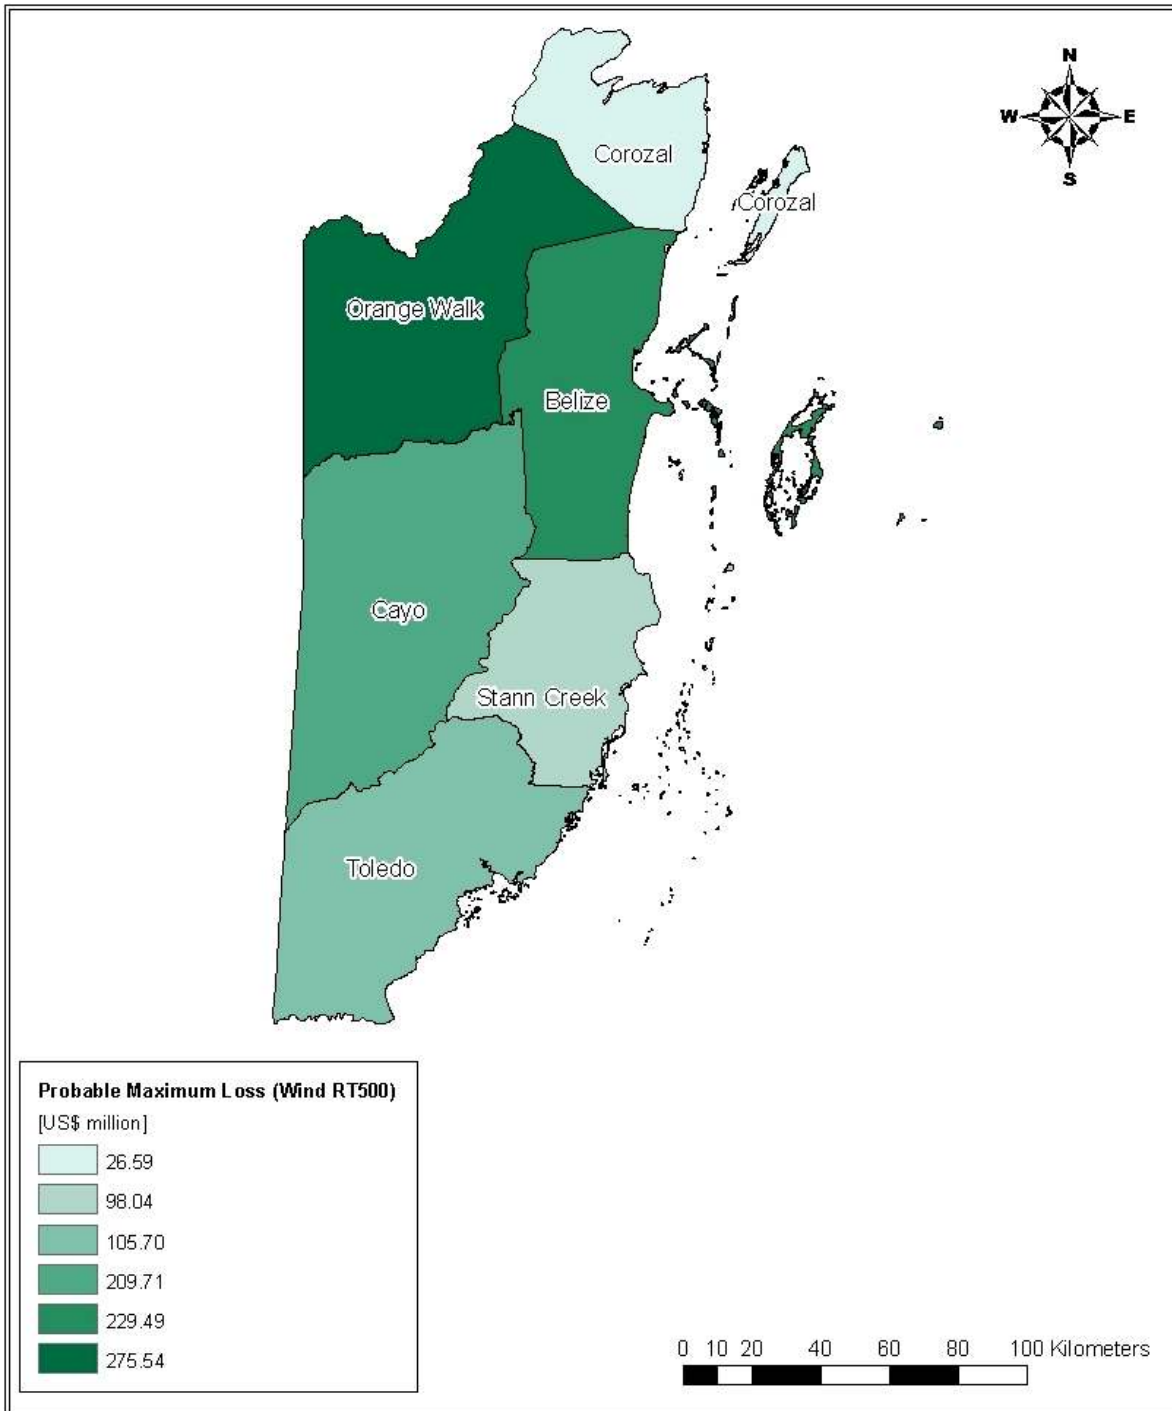 N
W E
S
Corozal
Corozal
Orange Walk
Belize
Cayo
Stann Creek
Toledo
Probable Maximum Loss (Wind RT500)
[US$ million]
26.59
98.04
105.70
209.71
229.49
275.54
0 10 20 40 60 80 100 Kilometers